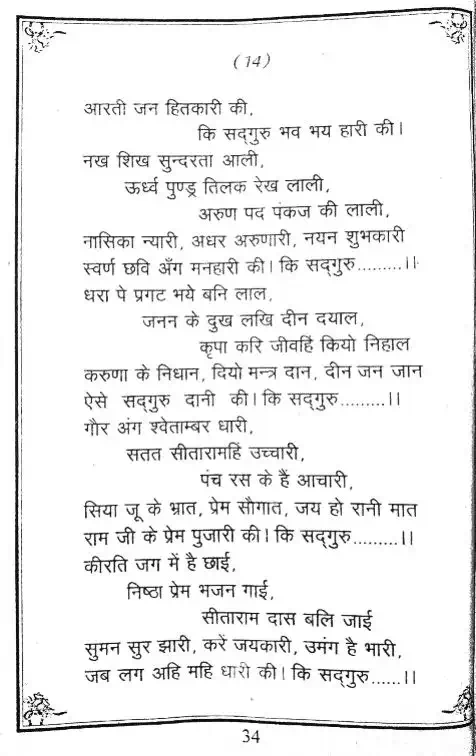 (14)
आरती जन हितकारी की,
कि सद्गुरु भव भय हारी की।
नख शिख सुन्दरता आली,
ऊर्ध्व पुण्ड्र तिलक रेख लाली,
अरुण पद पंकज की लाली,
नासिका न्यारी, अधर अरुणारी, नयन शुभकारी
स्वर्ण छवि अँग मनहारी की। कि सद्गुरु.........।।
धरा पे प्रगट भये बनि लाल,
जनन के दुख लखि दीन दयाल,
कृपा करि जीवहिं कियो निहाल
करुणा के निधान, दियो मन्त्र दान, दीन जन जान
ऐसे सद्गुरु दानी की। कि सद्गुरु.........।।
गौर अंग श्वेताम्बर धारी,
सतत सीतारामहिं उच्चारी,
पंच रस के हैं आचारी,
सिया जू के भ्रात, प्रेम सौगात, जय हो रानी मात
राम जी के प्रेम पुजारी की। कि सद्गुरु.........।।
कीरति जग में है छाई,
निष्ठा प्रेम भजन गाई,
सीताराम दास बलि जाई
सुमन सुर झारी, करें जयकारी, उमंग है भारी,
जब लग अहि महि धारी की। कि सद्गुरु......।।
34